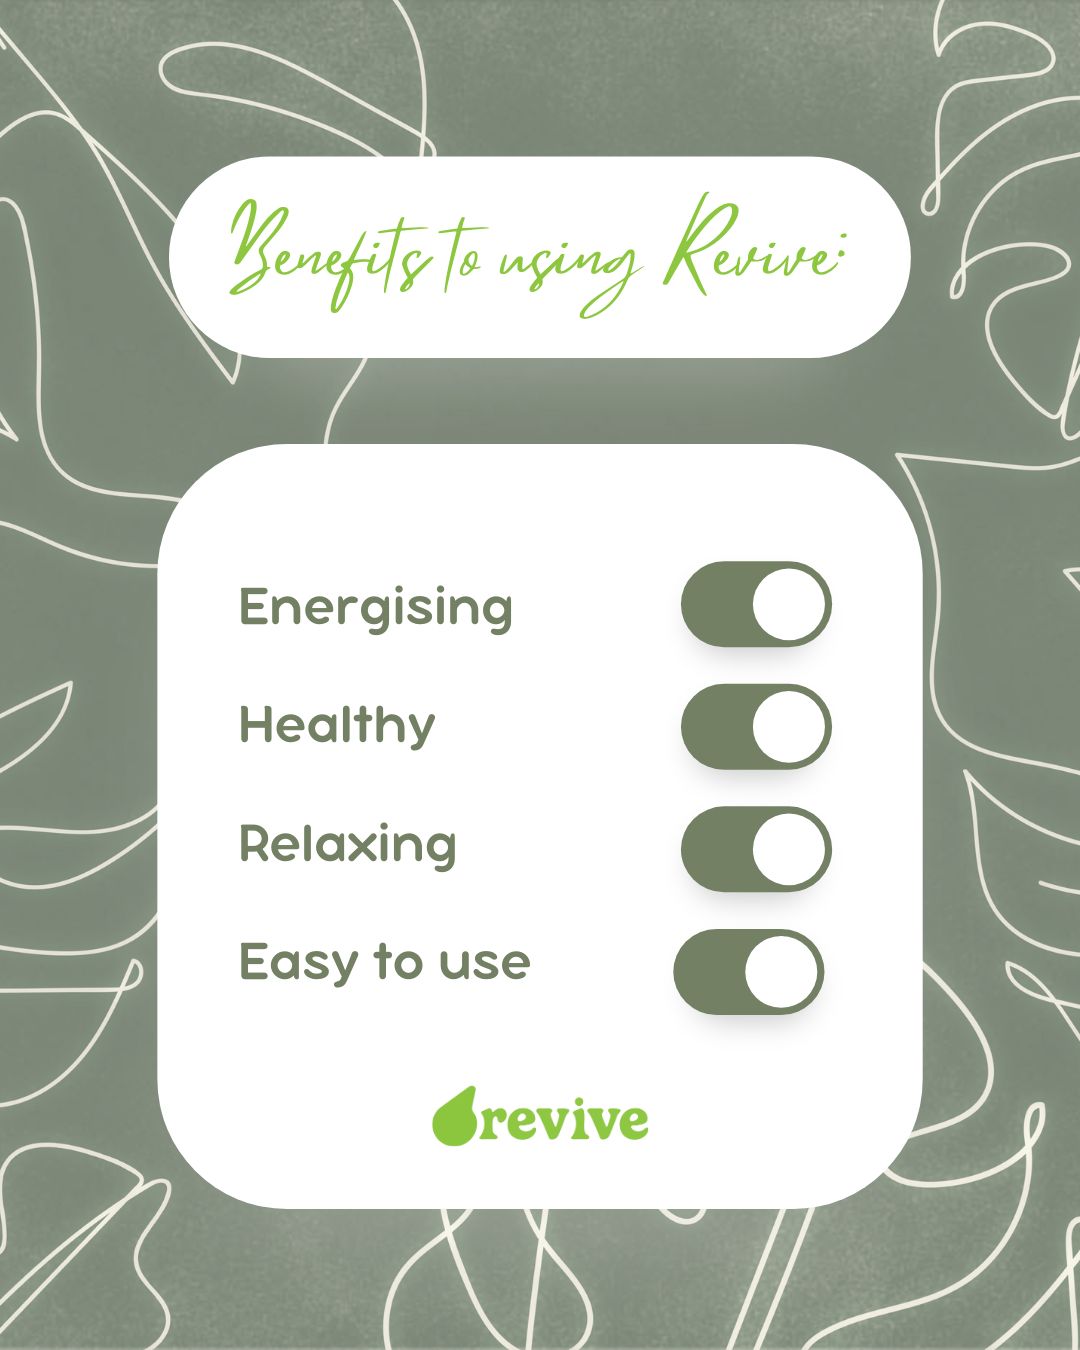 Benefits to using Revive:
Energising
Healthy
Relaxing
Easy to use
revive